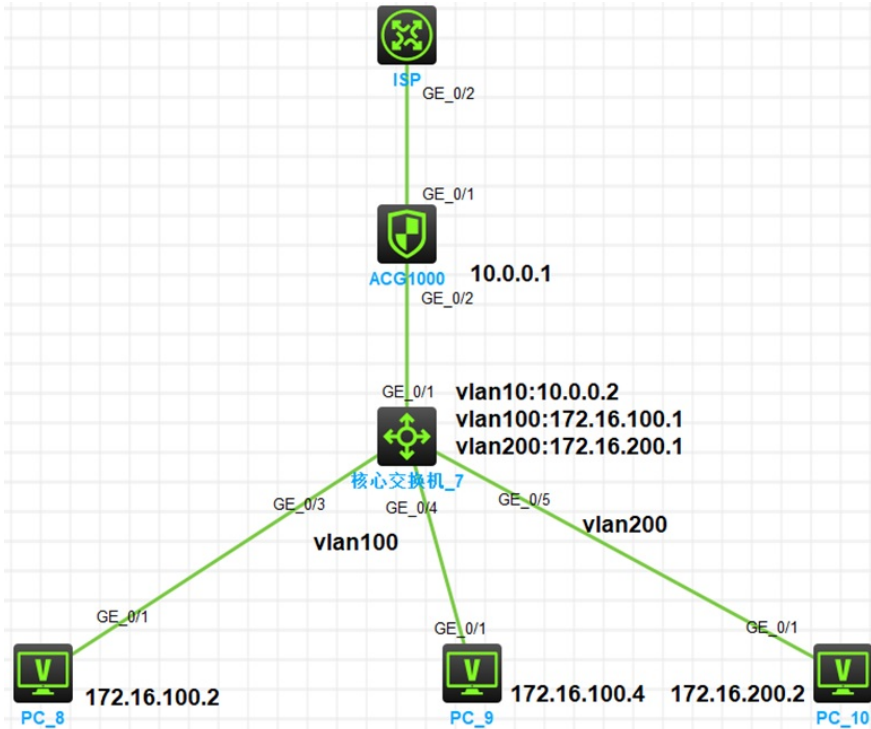 ISP
GE_0/2
GE_0/1
ACG1000
10.0.0.1
GE_0/2
GE_0/1
vlan10:10.0.0.2
vlan100:172.16.100.1
vlan200:172.16.200.1
核心交换机_7
GE_0/3
GE_0/4
GE_0/5
vlan100
vlan200
GE_0/1
GE_0/1
GE_0/1
V
172.16.100.2
PC_8
V
172.16.100.4
PC_9
172.16.200.2
V
PC_10